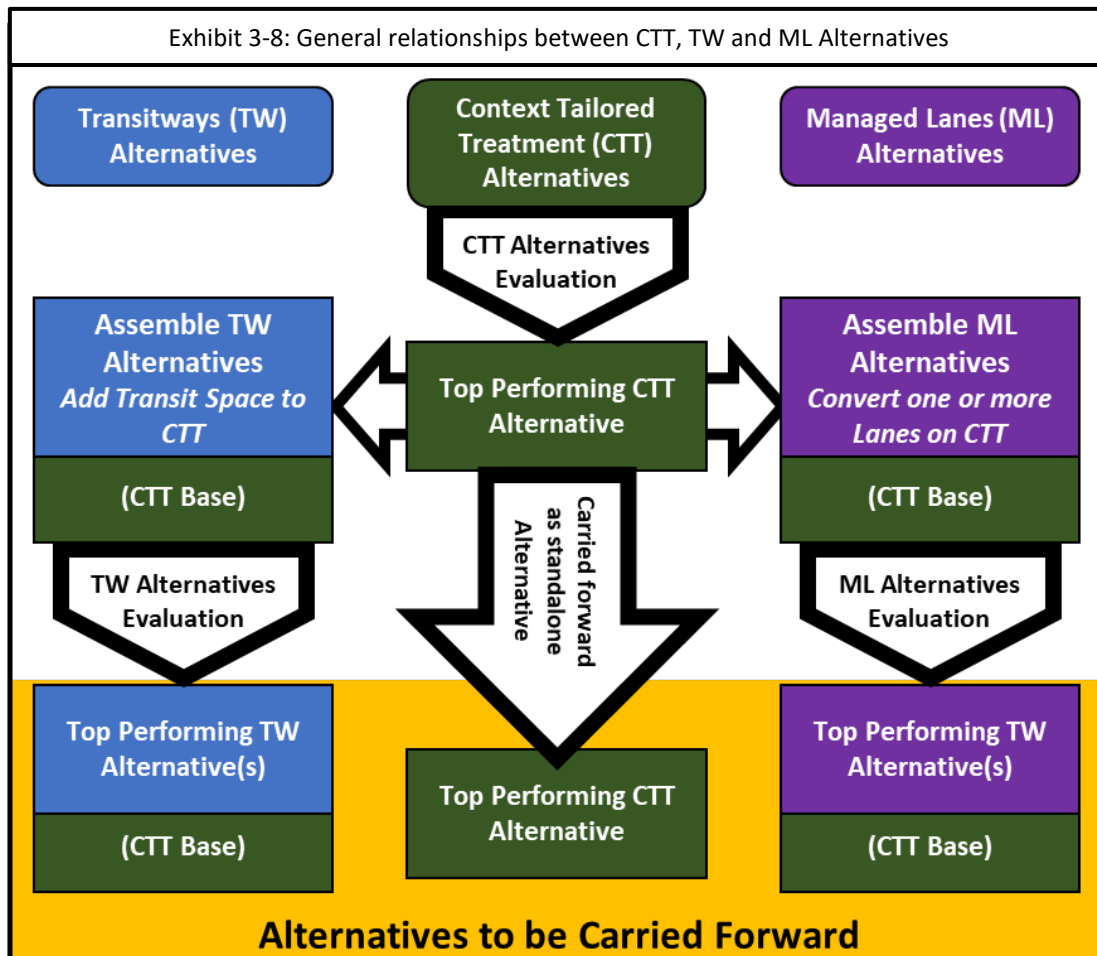 Exhibit 3-8: General relationships between CTT, TW and ML Alternatives
Transitways (TW)
Alternatives
Context Tailored
Treatment (CTT)
Alternatives
Managed Lanes (ML)
Alternatives
CTT Alternatives
Evaluation
Assemble TW
Alternatives
Add Transit Space to
CTT
(CTT Base)
Top Performing CTT
Alternative
Assemble ML
Alternatives
Convert one or more
Lanes on CTT
(CTT Base)
TW Alternatives
Evaluation
Carried forward
as standalone
Alternative
ML Alternatives
Evaluation
Top Performing TW
Alternative(s)
(CTT Base)
Top Performing CTT
Alternative
Top Performing TW
Alternative(s)
(CTT Base)
Alternatives to be Carried Forward